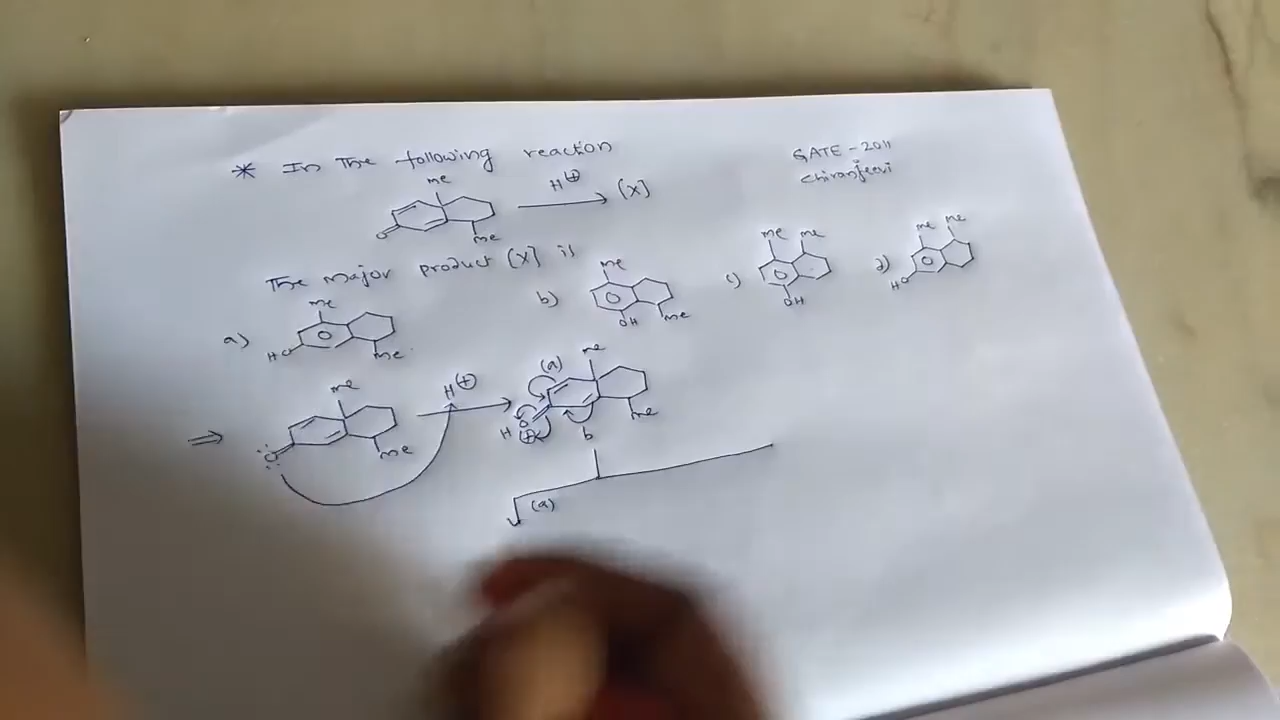 * In The following reaction
GATE - 2011
Chiranjeevi
me
H⊕
(X)
O
me
The Major product (X) is
a)
me
HO
me
b)
me
OH
me
c)
me me
OH
d)
me me
HO
⇒
me
:O:
me
H⊕
(a)
me
O
H ⊕
me
b
(a)